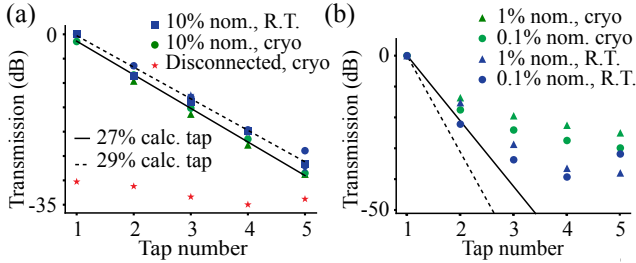 (a)
10% nom., R.T.
10% nom., cryo
Disconnected, cryo
27% calc. tap
29% calc. tap
Transmission (dB)
0
-35
1 2 3 4 5
Tap number
(b)
1% nom., cryo
0.1% nom. cryo
1% nom., R.T.
0.1% nom., R.T.
Transmission (dB)
0
-50
1 2 3 4 5
Tap number